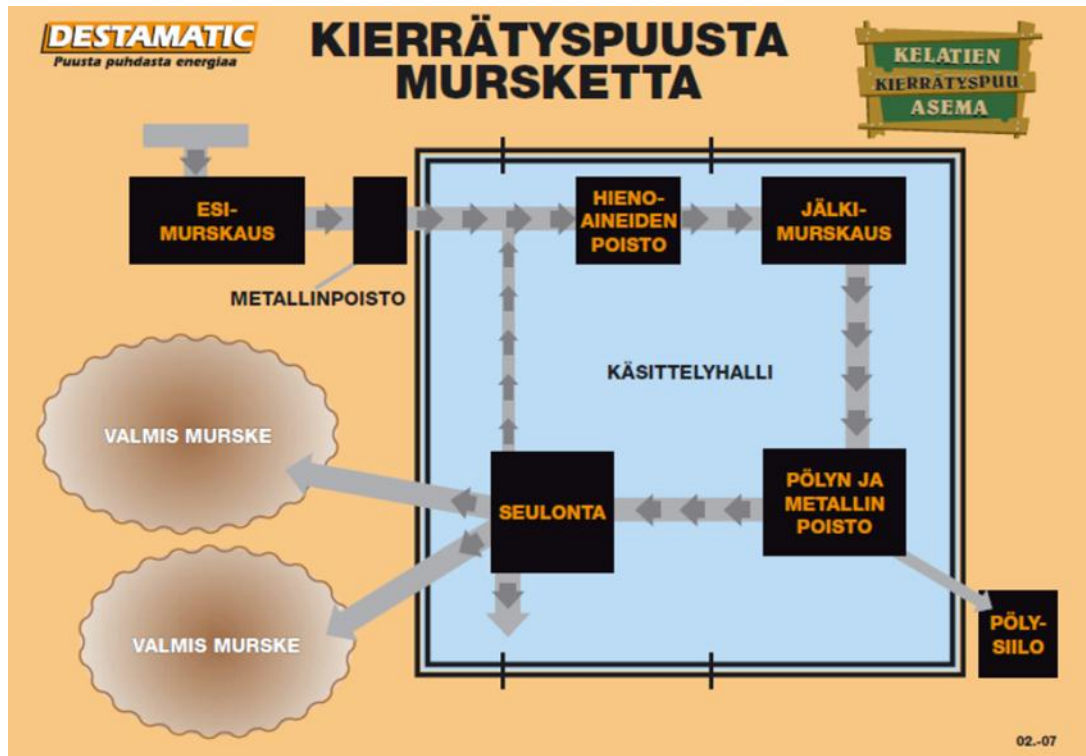 DESTAMATIC
Puusta puhdasta energiaa
KIERRÄTYSPUUSTA
MURSKETTA
KELATIEN
KIERRÄTYSPUU
ASEMA
ESI-
MURSKAUS
METALLINPOISTO
HIENO-
AINEIDEN
POISTO
JÄLKI-
MURSKAUS
KÄSITTELYHALLI
VALMIS MURSKE
SEULONTA
PÖLYN JA
METALLIN
POISTO
VALMIS MURSKE
PÖLY-
SIILO
02.-07